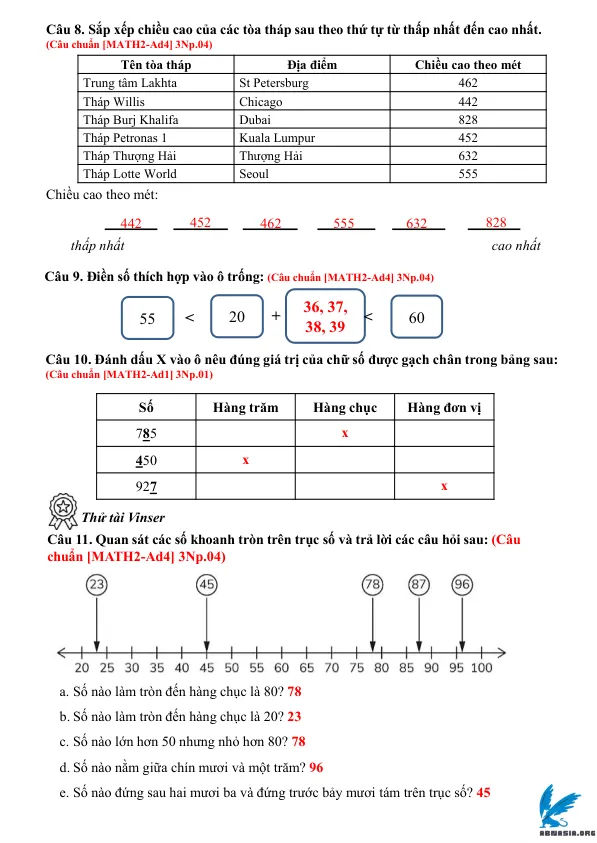 Câu 8. Sắp xếp chiều cao của các tòa tháp sau theo thứ tự từ thấp nhất đến cao nhất.
(Câu chuẩn [MATH2-Ad4] 3Np.04)
Tên tòa tháp Địa điểm Chiều cao theo mét
Trung tâm Lakhta St Petersburg 462
Tháp Willis Chicago 442
Tháp Burj Khalifa Dubai 828
Tháp Petronas 1 Kuala Lumpur 452
Tháp Thượng Hải Thượng Hải 632
Tháp Lotte World Seoul 555
Chiều cao theo mét:
442 452 462 555 632 828
thấp nhất cao nhất
Câu 9. Điền số thích hợp vào ô trống: (Câu chuẩn [MATH2-Ad4] 3Np.04)
55 < 20 + 36, 37, < 60
38, 39
Câu 10. Đánh dấu X vào ô nêu đúng giá trị của chữ số được gạch chân trong bảng sau:
(Câu chuẩn [MATH2-Ad1] 3Np.01)
Số Hàng trăm Hàng chục Hàng đơn vị
785 x
450 x
927 x
Thử tài Vinser
Câu 11. Quan sát các số khoanh tròn trên trục số và trả lời các câu hỏi sau: (Câu
chuẩn [MATH2-Ad4] 3Np.04)
23 45 78 87 96
20 25 30 35 40 45 50 55 60 65 70 75 80 85 90 95 100
a. Số nào làm tròn đến hàng chục là 80? 78
b. Số nào làm tròn đến hàng chục là 20? 23
c. Số nào lớn hơn 50 nhưng nhỏ hơn 80? 78
d. Số nào nằm giữa chín mươi và một trăm? 96
e. Số nào đứng sau hai mươi ba và đứng trước bảy mươi tám trên trục số? 45
ABNASIA.ORG